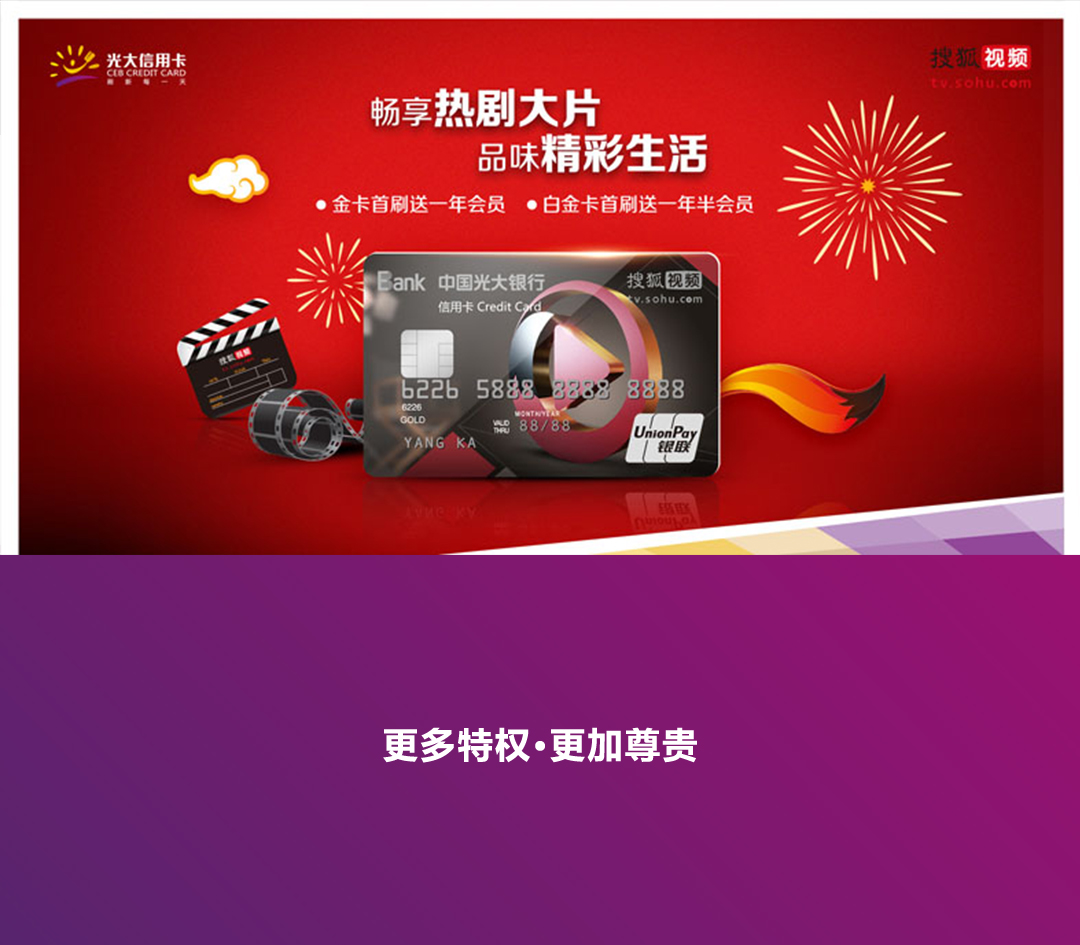 光大信用卡
CEB CREDIT CARD
刷新每一天
搜狐视频
tv.sohu.com
畅享热剧大片
品味精彩生活
●金卡首刷送一年会员 ●白金卡首刷送一年半会员
Bank 中国光大银行
信用卡 Credit Card
搜狐视频
tv.sohu.com
搜狐视频
6226 5888 8888 8888
6226
GOLD
MONTH/YEAR
VALID THRU 88/88
YANG KA
UnionPay
银联
更多特权·更加尊贵